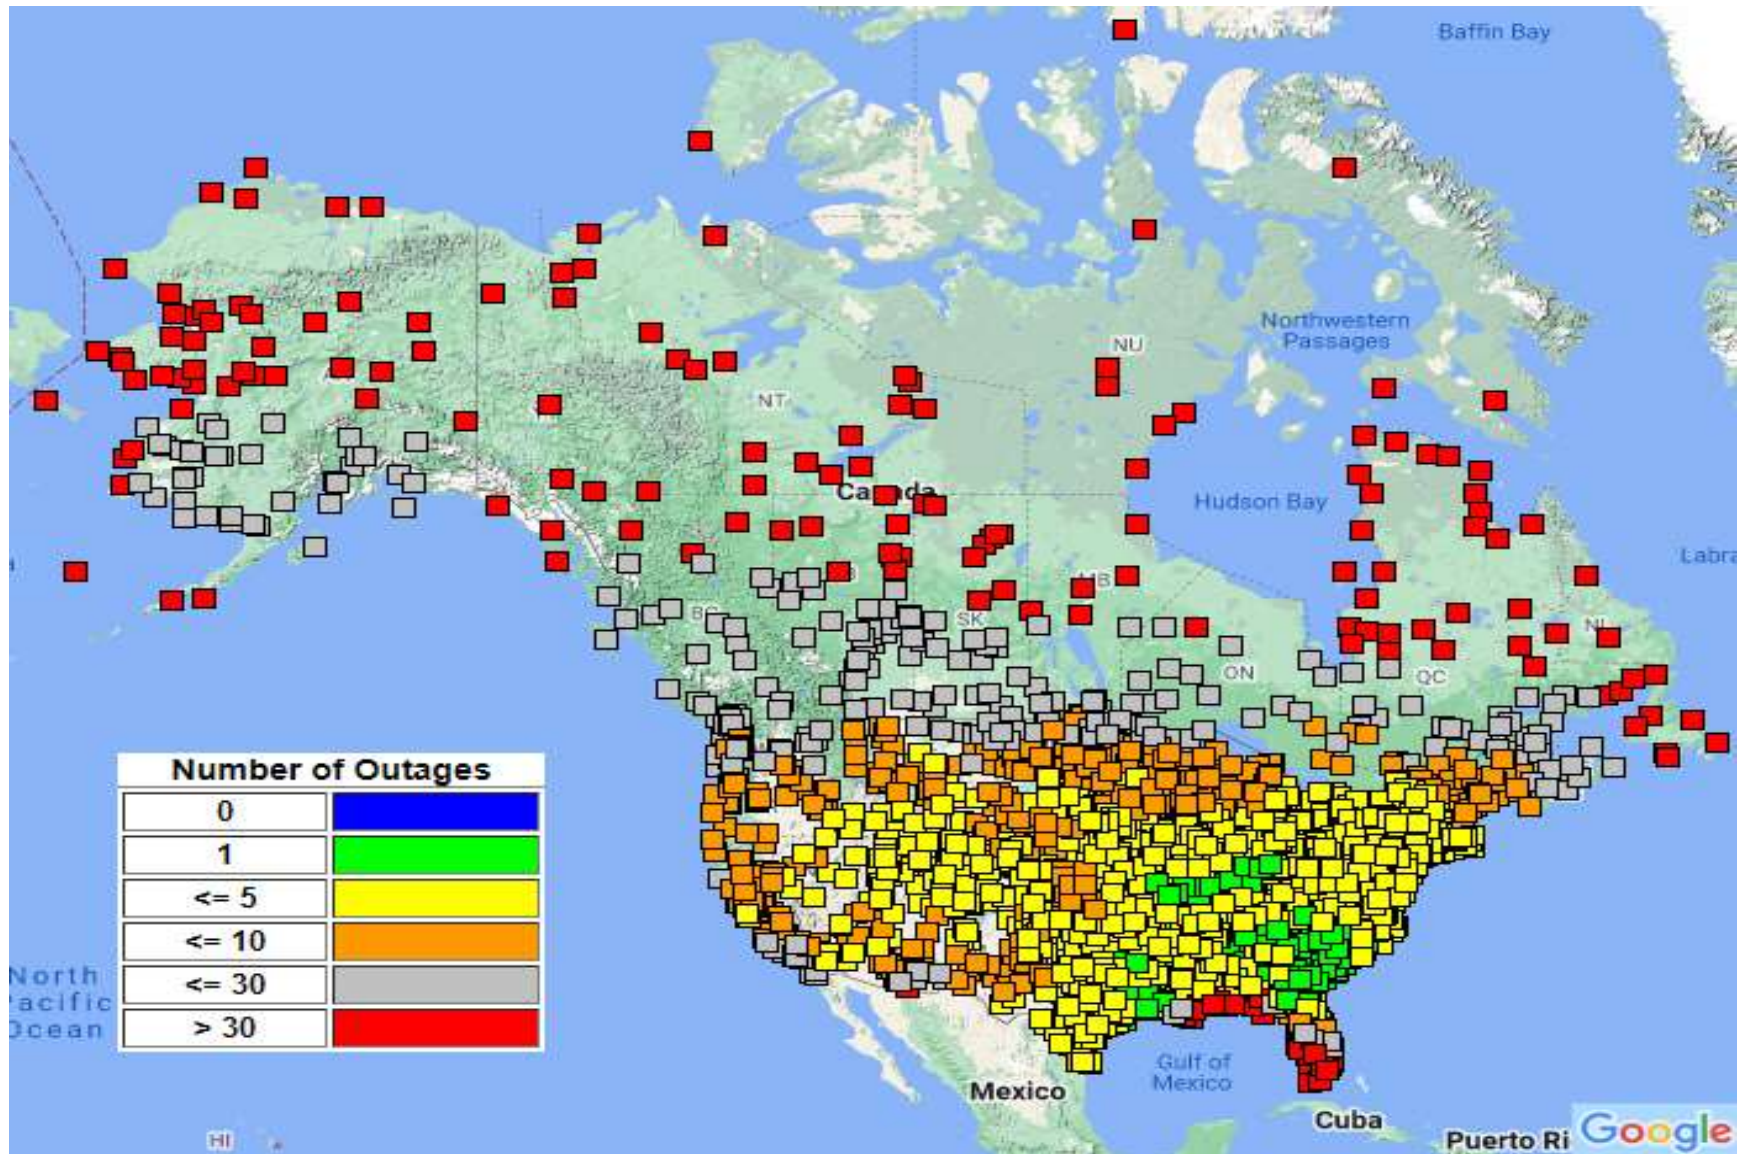 Baffin Bay
Northwestern
Passages
NU
NT
Canada
Hudson Bay
Labra
MB
BC
SK
NL
ON
QC
Number of Outages
0
1
<= 5
<= 10
<= 30
> 30
North
Pacific
Ocean
Gulf of
Mexico
Mexico
Cuba
HI
Puerto Ri
Google